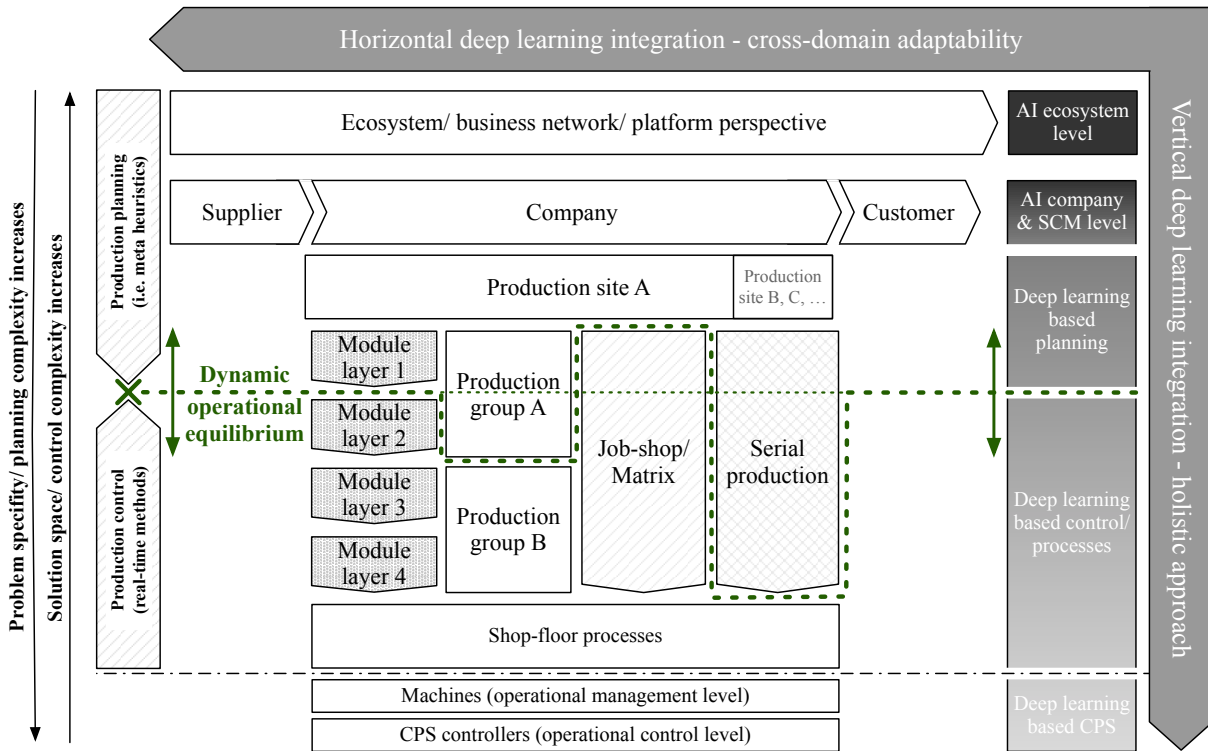 Horizontal deep learning integration - cross-domain adaptability
Vertical deep learning integration - holistic approach
Problem specifity/ planning complexity increases
Solution space/ control complexity increases
Production planning
(i.e. meta heuristics)
Production control
(real-time methods)
Ecosystem/ business network/ platform perspective
AI ecosystem
level
Supplier
Company
Customer
AI company
& SCM level
Production site A
Production
site B, C, …
Deep learning
based
planning
Dynamic
operational
equilibrium
Module
layer 1
Module
layer 2
Module
layer 3
Module
layer 4
Production
group A
Production
group B
Job-shop/
Matrix
Serial
production
Deep learning
based control/
processes
Shop-floor processes
Machines (operational management level)
CPS controllers (operational control level)
Deep learning
based CPS